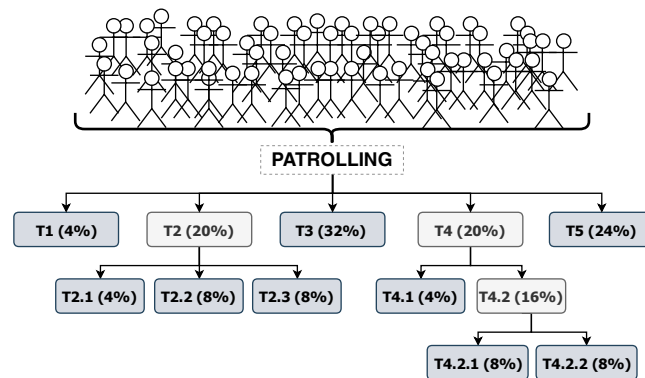 PATROLLING
T1 (4%) T2 (20%) T3 (32%) T4 (20%) T5 (24%)
T2.1 (4%) T2.2 (8%) T2.3 (8%) T4.1 (4%) T4.2 (16%)
T4.2.1 (8%) T4.2.2 (8%)